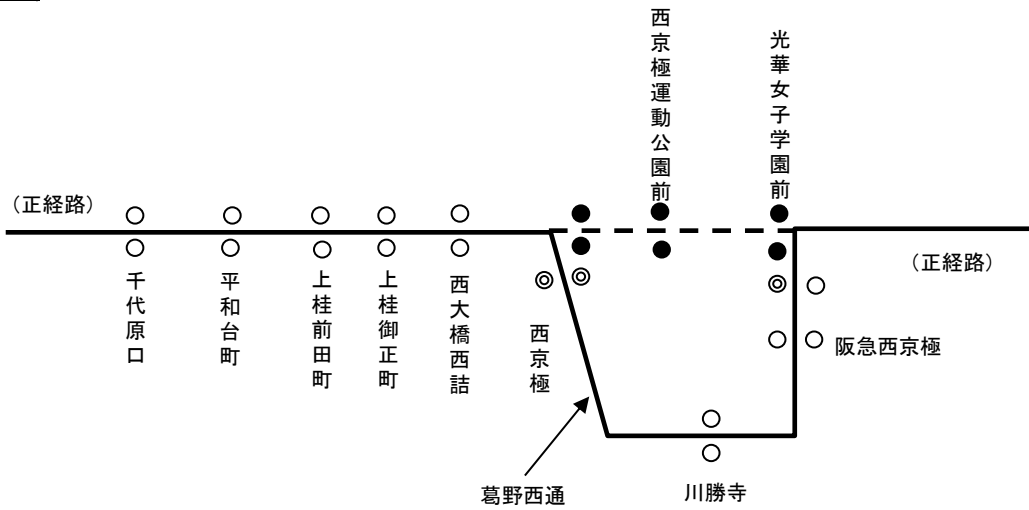 西京極運動公園前
光華女子学園前
（正経路）
（正経路）
千代原口
平和台町
上桂前田町
上桂御正町
西大橋西詰
西京極
阪急西京極
葛野西通
川勝寺